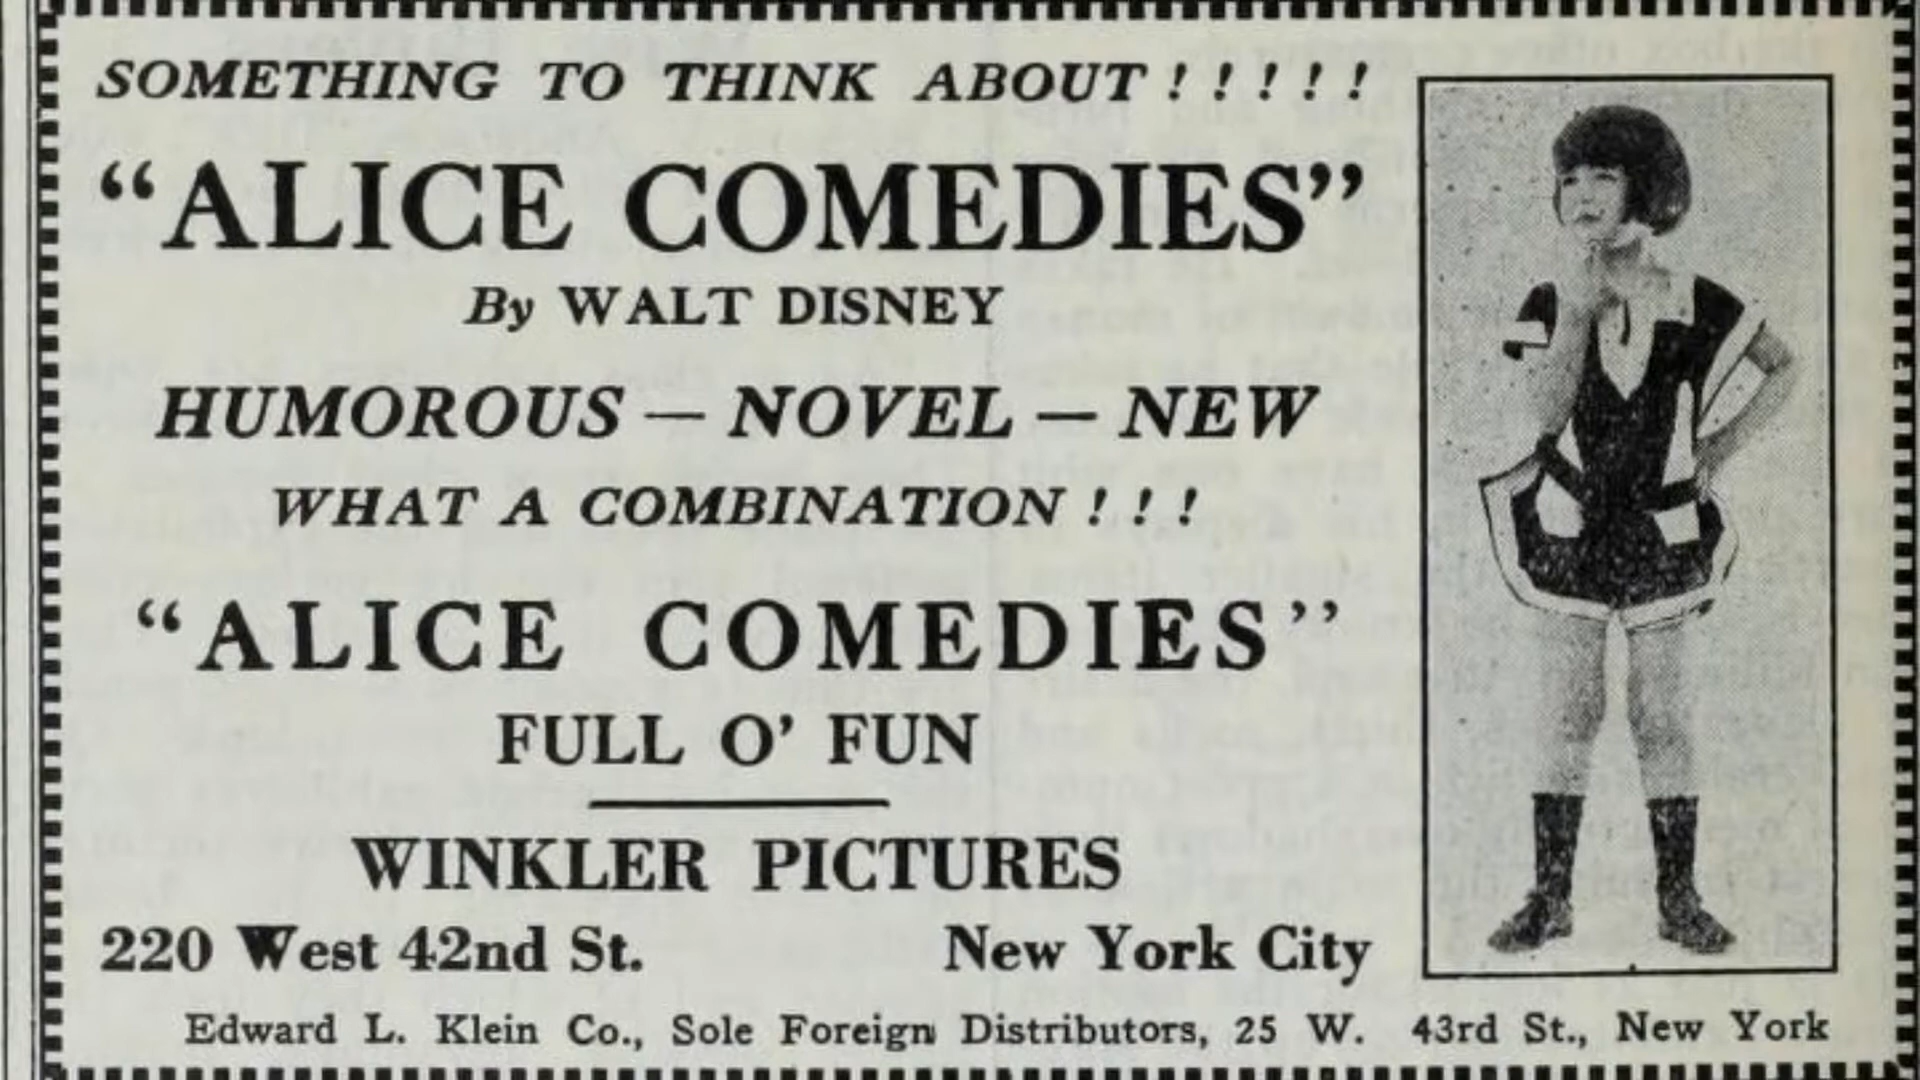 SOMETHING TO THINK ABOUT!!!!!
“ALICE COMEDIES”
By WALT DISNEY
HUMOROUS — NOVEL — NEW
WHAT A COMBINATION!!!
“ALICE COMEDIES”
FULL O’ FUN
WINKLER PICTURES
220 West 42nd St. New York City
Edward L. Klein Co., Sole Foreign Distributors, 25 W. 43rd St., New York